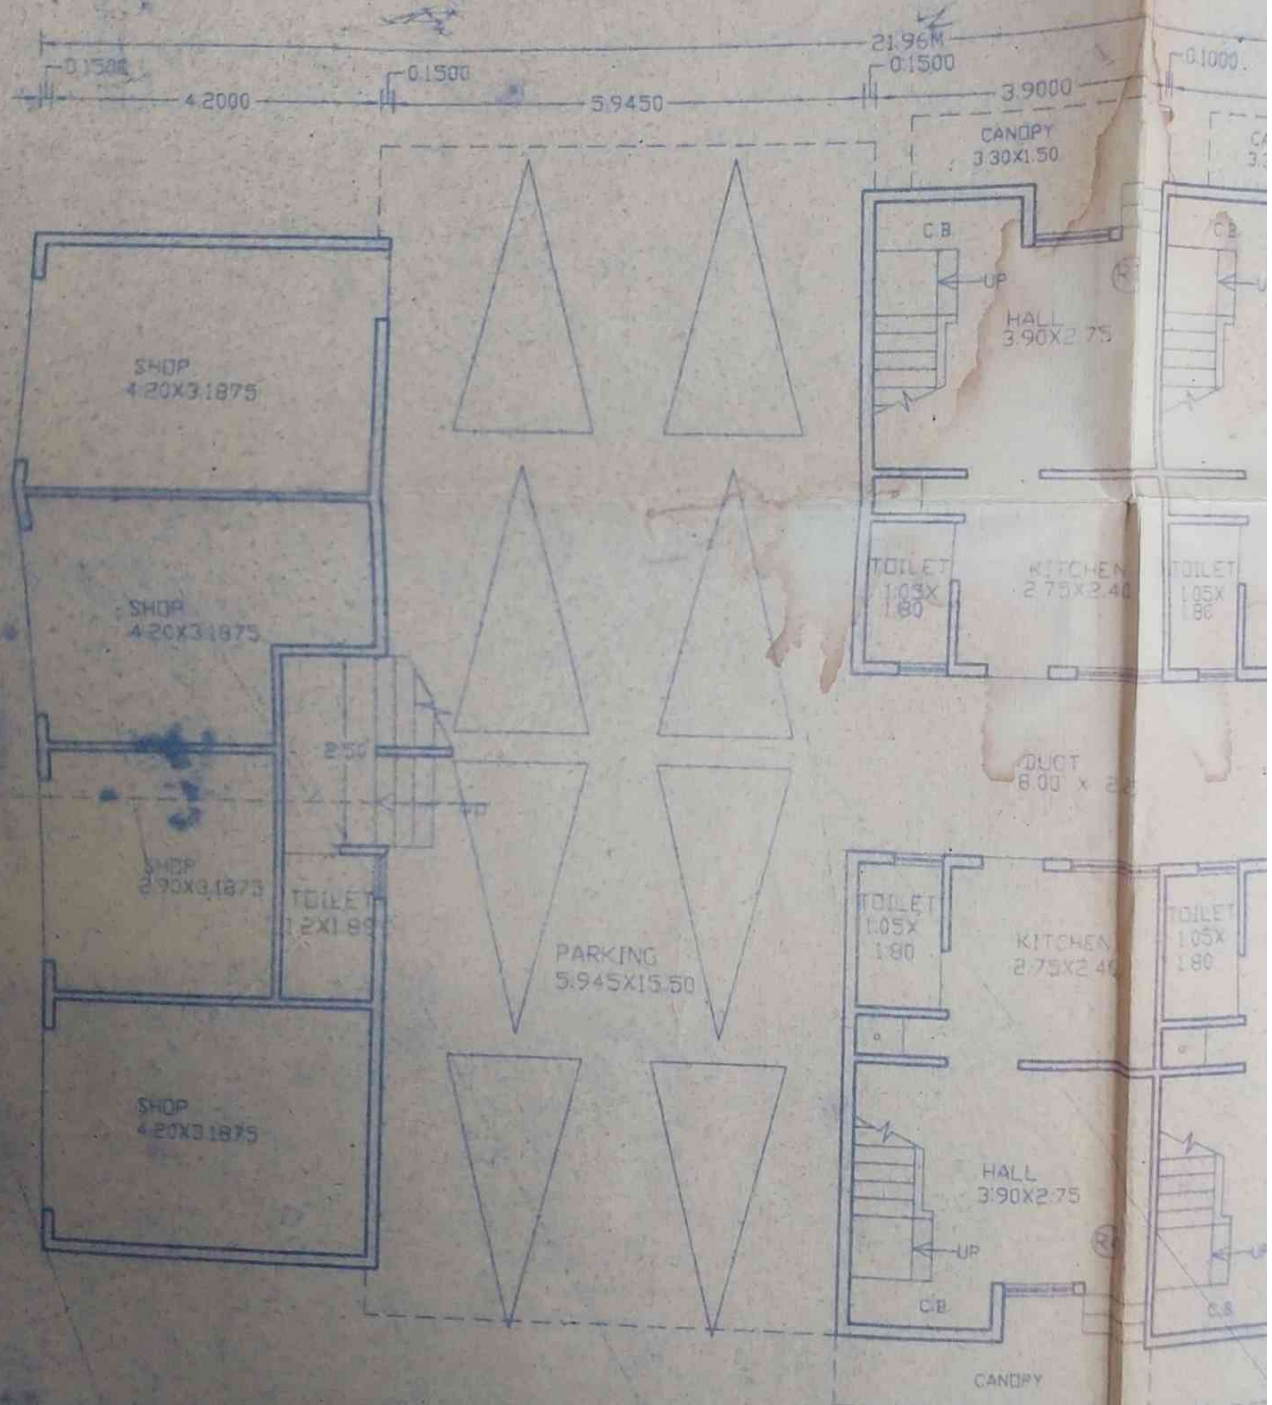 21.96M
0.1500
0.1500
0.1500
0.1000
4.2000
5.9450
3.9000
CANOPY
3.30X1.50
C.B
C.B
UP
HALL
3.90X2.75
SHOP
4.20X3.1875
TOILET
1.05X
1.80
KITCHEN
2.75X2.40
TOILET
1.05X
1.80
SHOP
4.20X3.1875
2.50
DUCT
8.00 x
SHOP
2.90X3.1875
TOILET
1.2X1.80
TOILET
1.05X
1.80
KITCHEN
2.75X2.40
TOILET
1.05X
1.80
PARKING
5.945X15.50
SHOP
4.20X3.1875
HALL
3.90X2.75
UP
UP
C.B.
C.B.
CANOPY